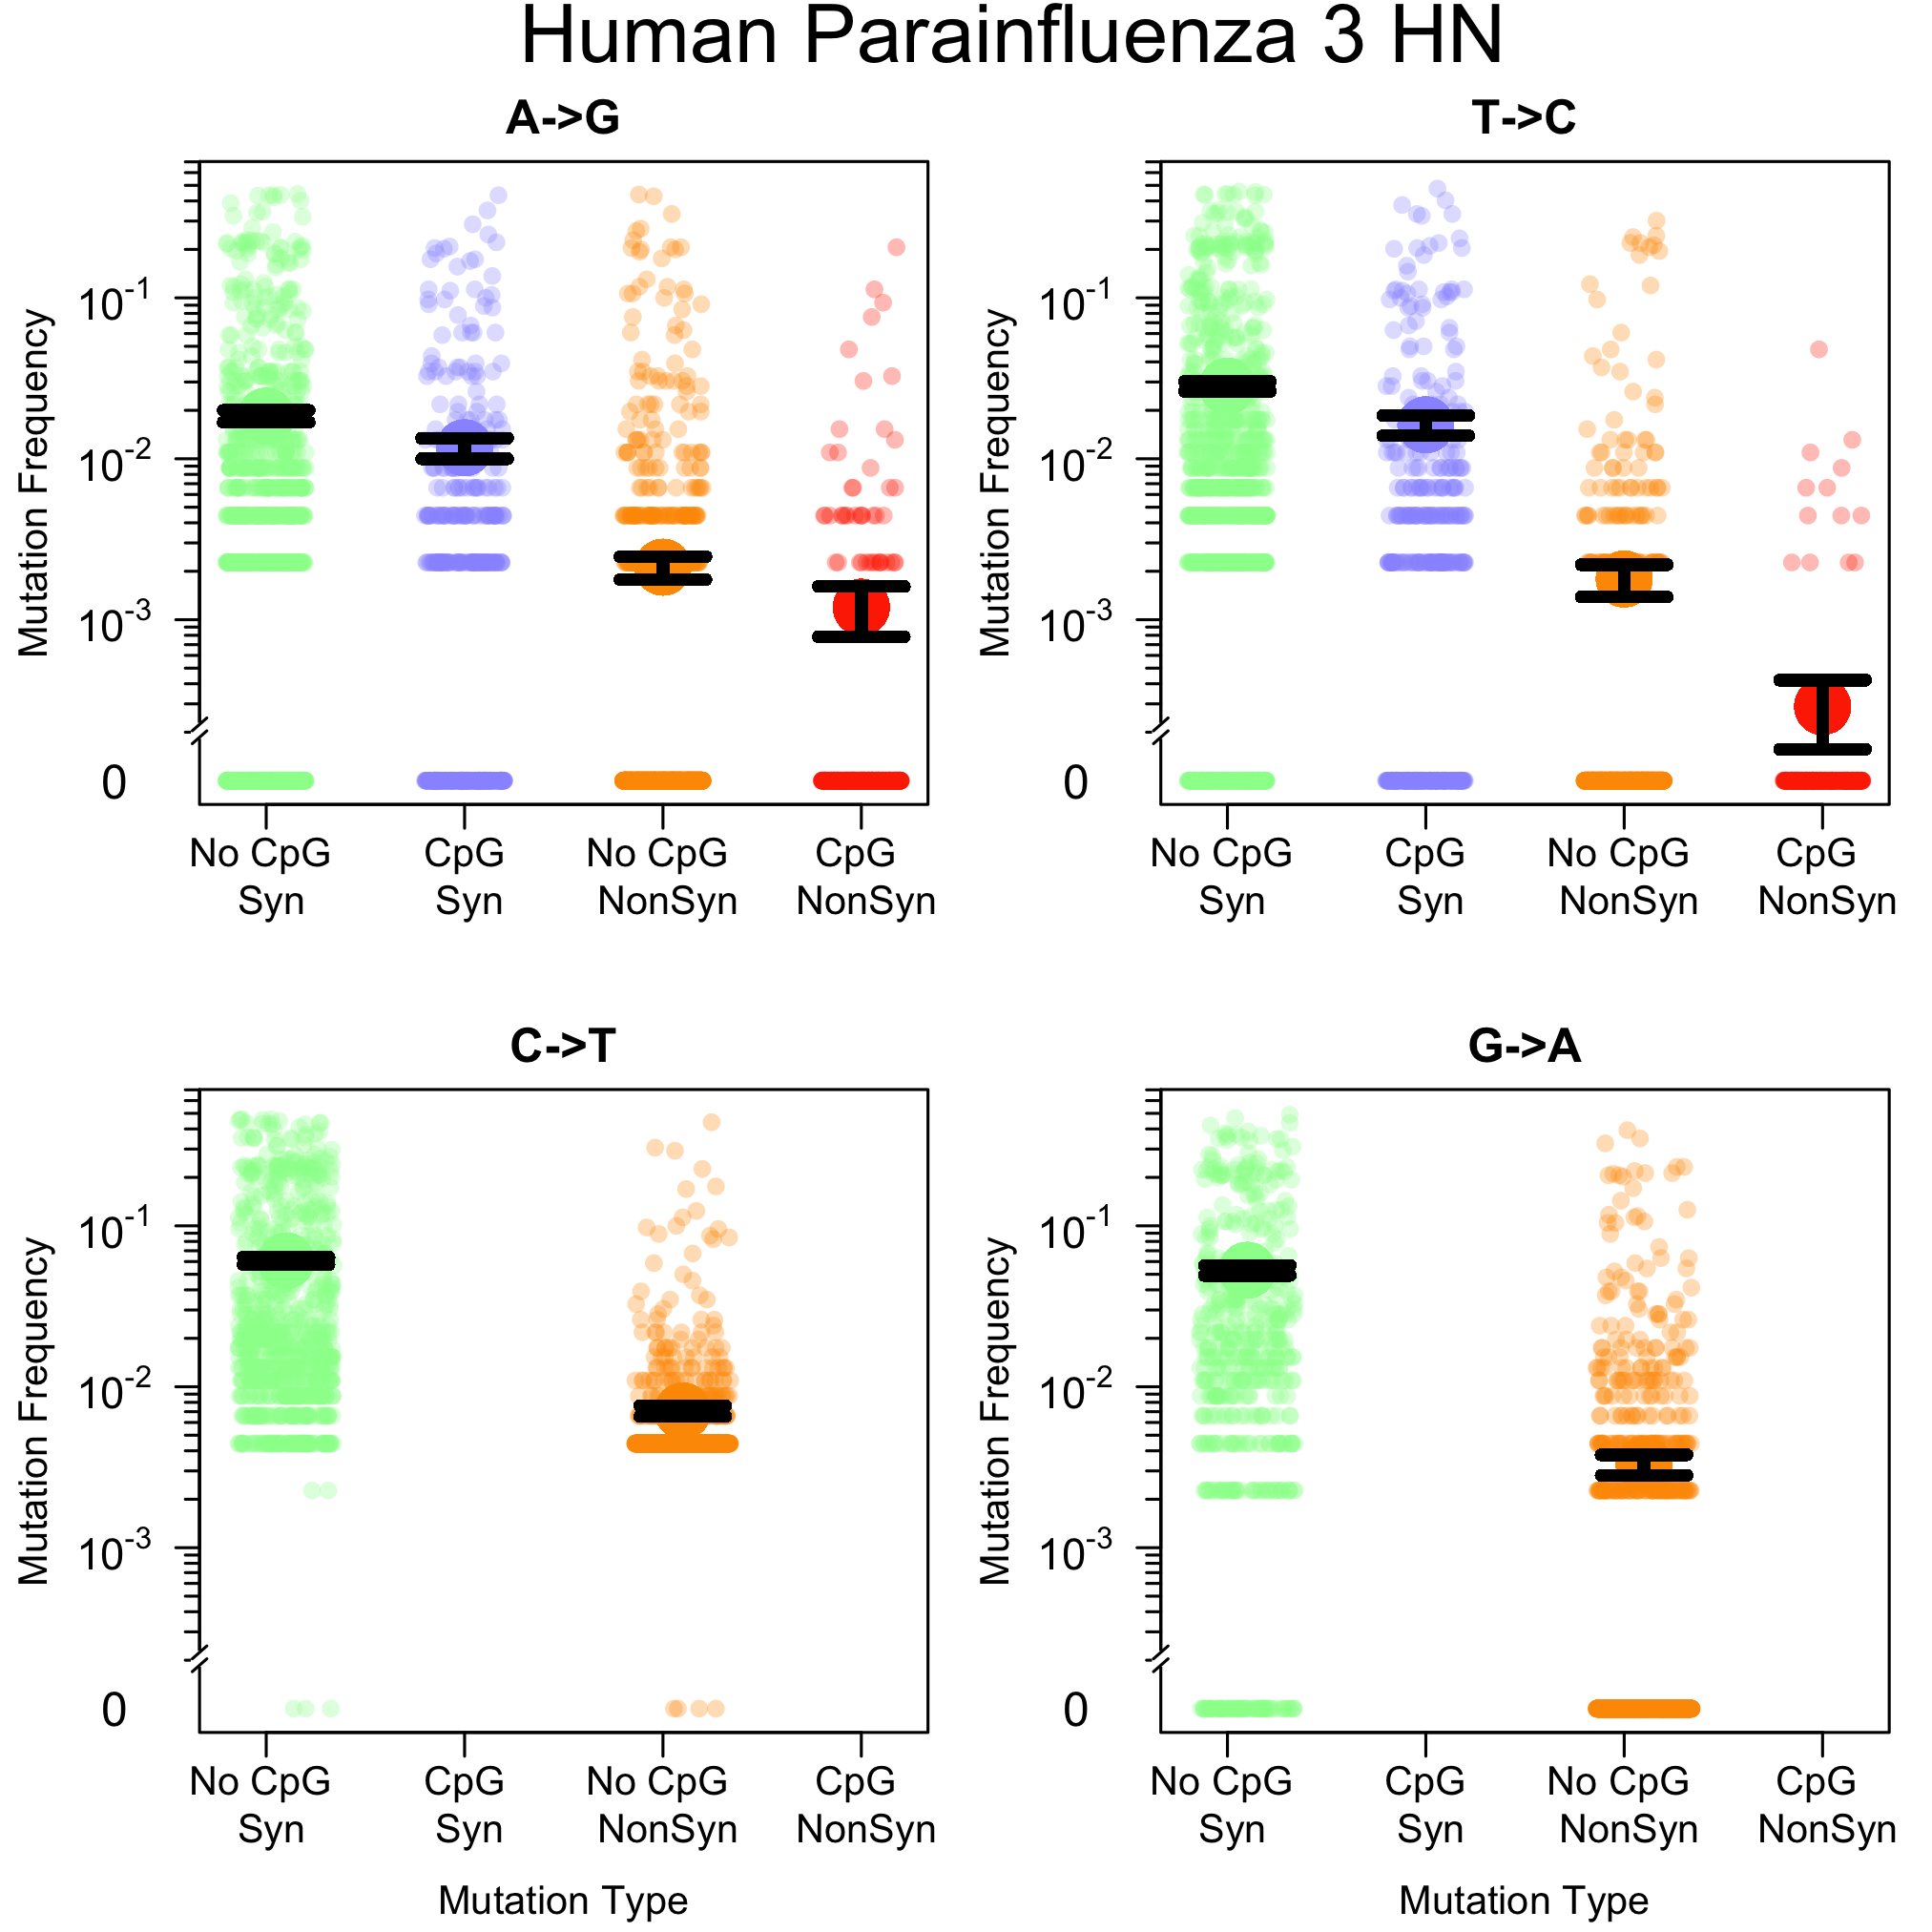 Human Parainfluenza 3 HN
A->G
Mutation Frequency
10-1
10-2
10-3
0
No CpG Syn
CpG Syn
No CpG NonSyn
CpG NonSyn
T->C
Mutation Frequency
10-1
10-2
10-3
0
No CpG Syn
CpG Syn
No CpG NonSyn
CpG NonSyn
C->T
Mutation Frequency
10-1
10-2
10-3
0
No CpG Syn
CpG Syn
No CpG NonSyn
CpG NonSyn
Mutation Type
G->A
Mutation Frequency
10-1
10-2
10-3
0
No CpG Syn
CpG Syn
No CpG NonSyn
CpG NonSyn
Mutation Type